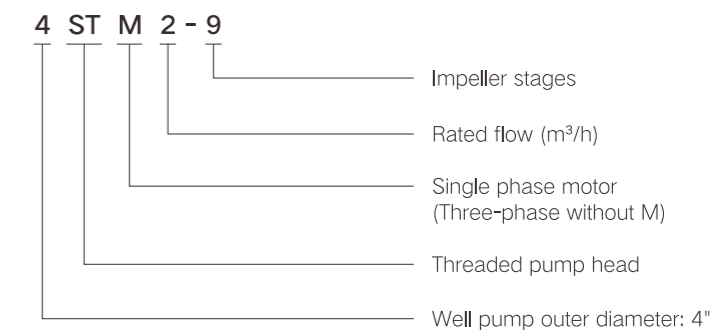 4 ST M 2 - 9
Impeller stages
Rated flow (m³/h)
Single phase motor
(Three-phase without M)
Threaded pump head
Well pump outer diameter: 4"